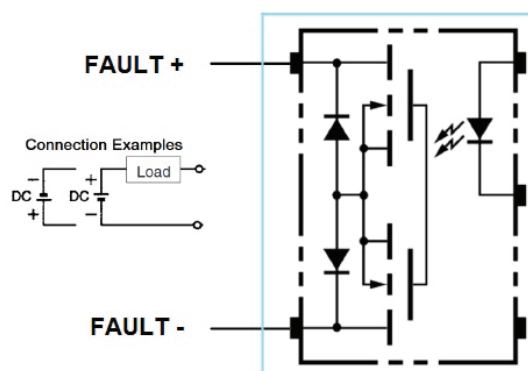 FAULT +
Connection Examples
− + Load
DC DC
+ −
FAULT -